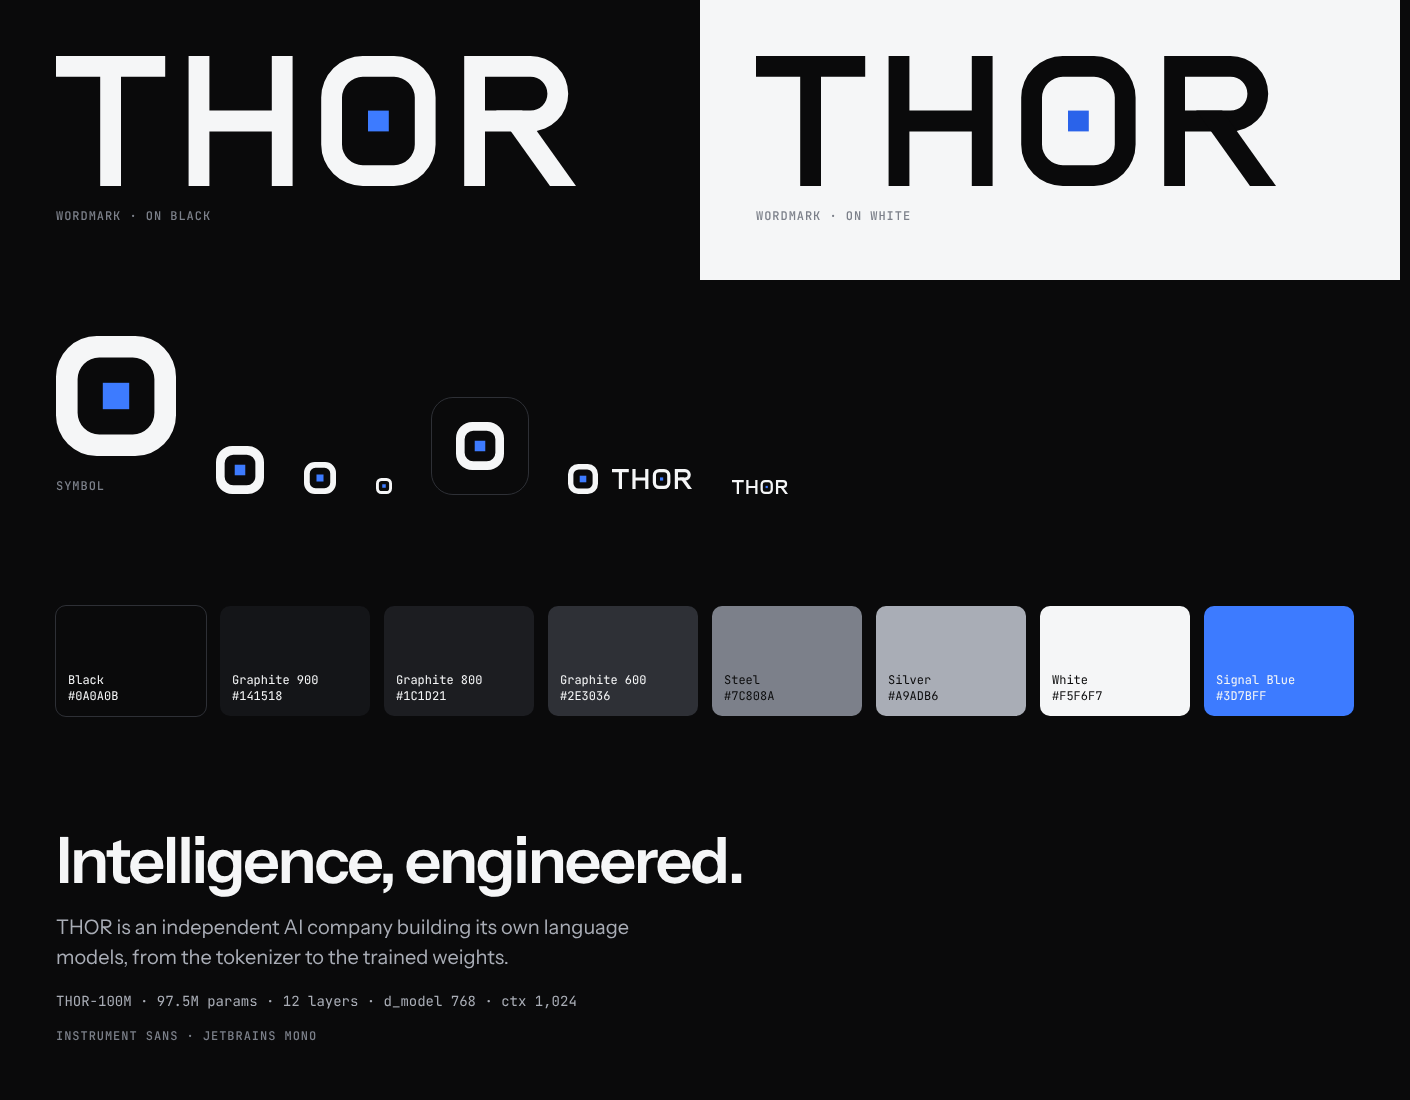 THOR
WORDMARK · ON BLACK
THOR
WORDMARK · ON WHITE
SYMBOL
THOR
THOR
Black
#0A0A0B
Graphite 900
#141518
Graphite 800
#1C1D21
Graphite 600
#2E3036
Steel
#7C808A
Silver
#A9ADB6
White
#F5F6F7
Signal Blue
#3D7BFF
Intelligence, engineered.
THOR is an independent AI company building its own language
models, from the tokenizer to the trained weights.
THOR-100M · 97.5M params · 12 layers · d_model 768 · ctx 1,024
INSTRUMENT SANS · JETBRAINS MONO